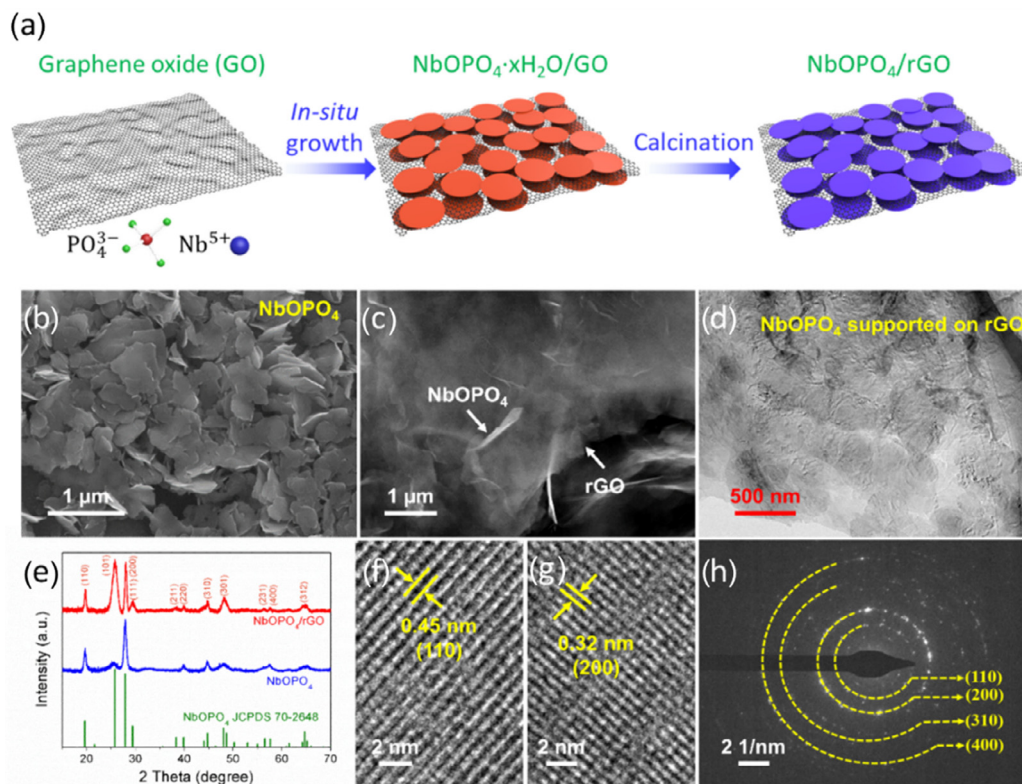 (a)
Graphene oxide (GO)
NbOPO₄·xH₂O/GO
NbOPO₄/rGO
In-situ
growth
Calcination
PO₄³⁻
Nb⁵⁺
(b)
NbOPO₄
1 μm
(c)
NbOPO₄
rGO
1 μm
(d)
NbOPO₄ supported on rGO
500 nm
(e)
Intensity (a.u.)
(110)
(101)
(111)
(200)
(211)
(220)
(310)
(301)
(231)
(400)
(312)
NbOPO₄/rGO
NbOPO₄
NbOPO₄ JCPDS 70-2648
20 30 40 50 60 70
2 Theta (degree)
(f)
0.45 nm
(110)
2 nm
(g)
0.32 nm
(200)
2 nm
(h)
(110)
(200)
(310)
(400)
2 1/nm